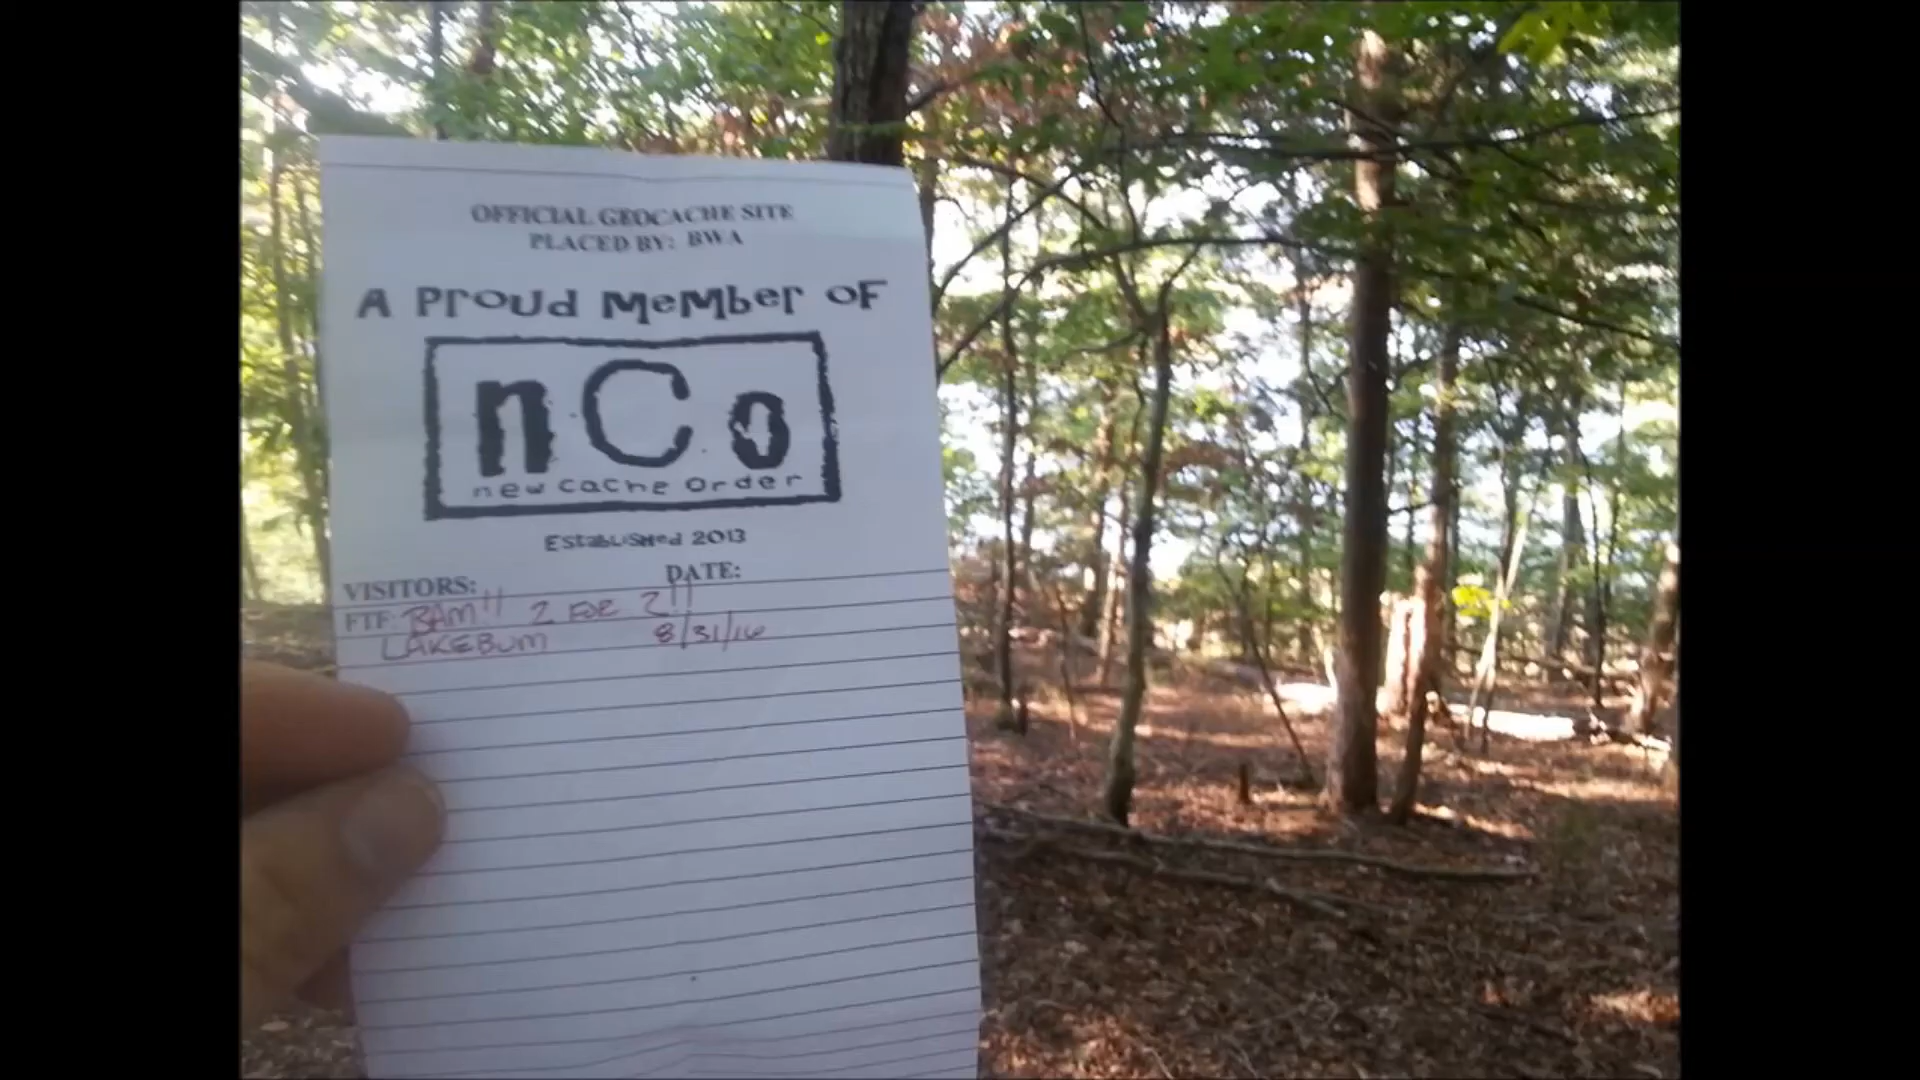 OFFICIAL GEOCACHE SITE
PLACED BY: BWA
A Proud Member of
nCo
new cache order
Established 2013
VISITORS: DATE:
FTF BAM!! 2 FOR 2!!
LAKEBUM 8/31/16